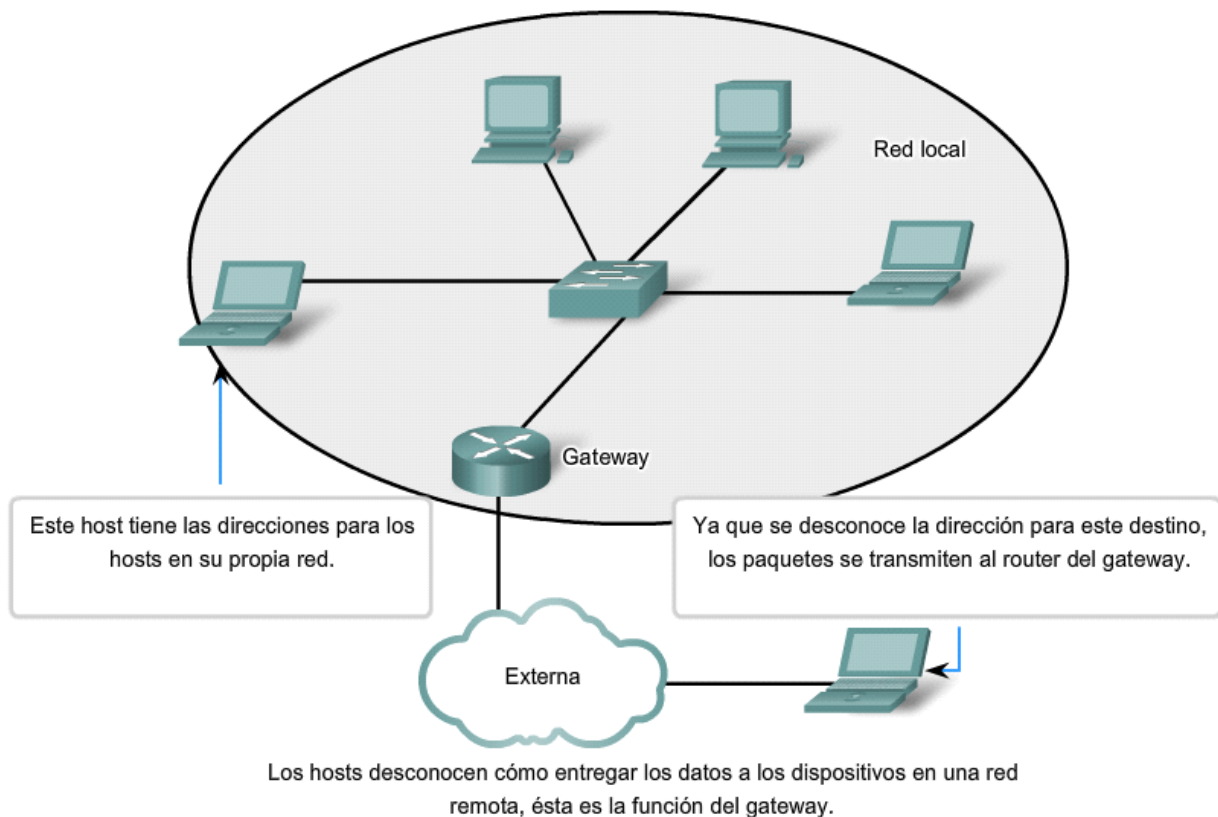 Red local
Gateway
Este host tiene las direcciones para los
hosts en su propia red.
Ya que se desconoce la dirección para este destino,
los paquetes se transmiten al router del gateway.
Externa
Los hosts desconocen cómo entregar los datos a los dispositivos en una red
remota, ésta es la función del gateway.